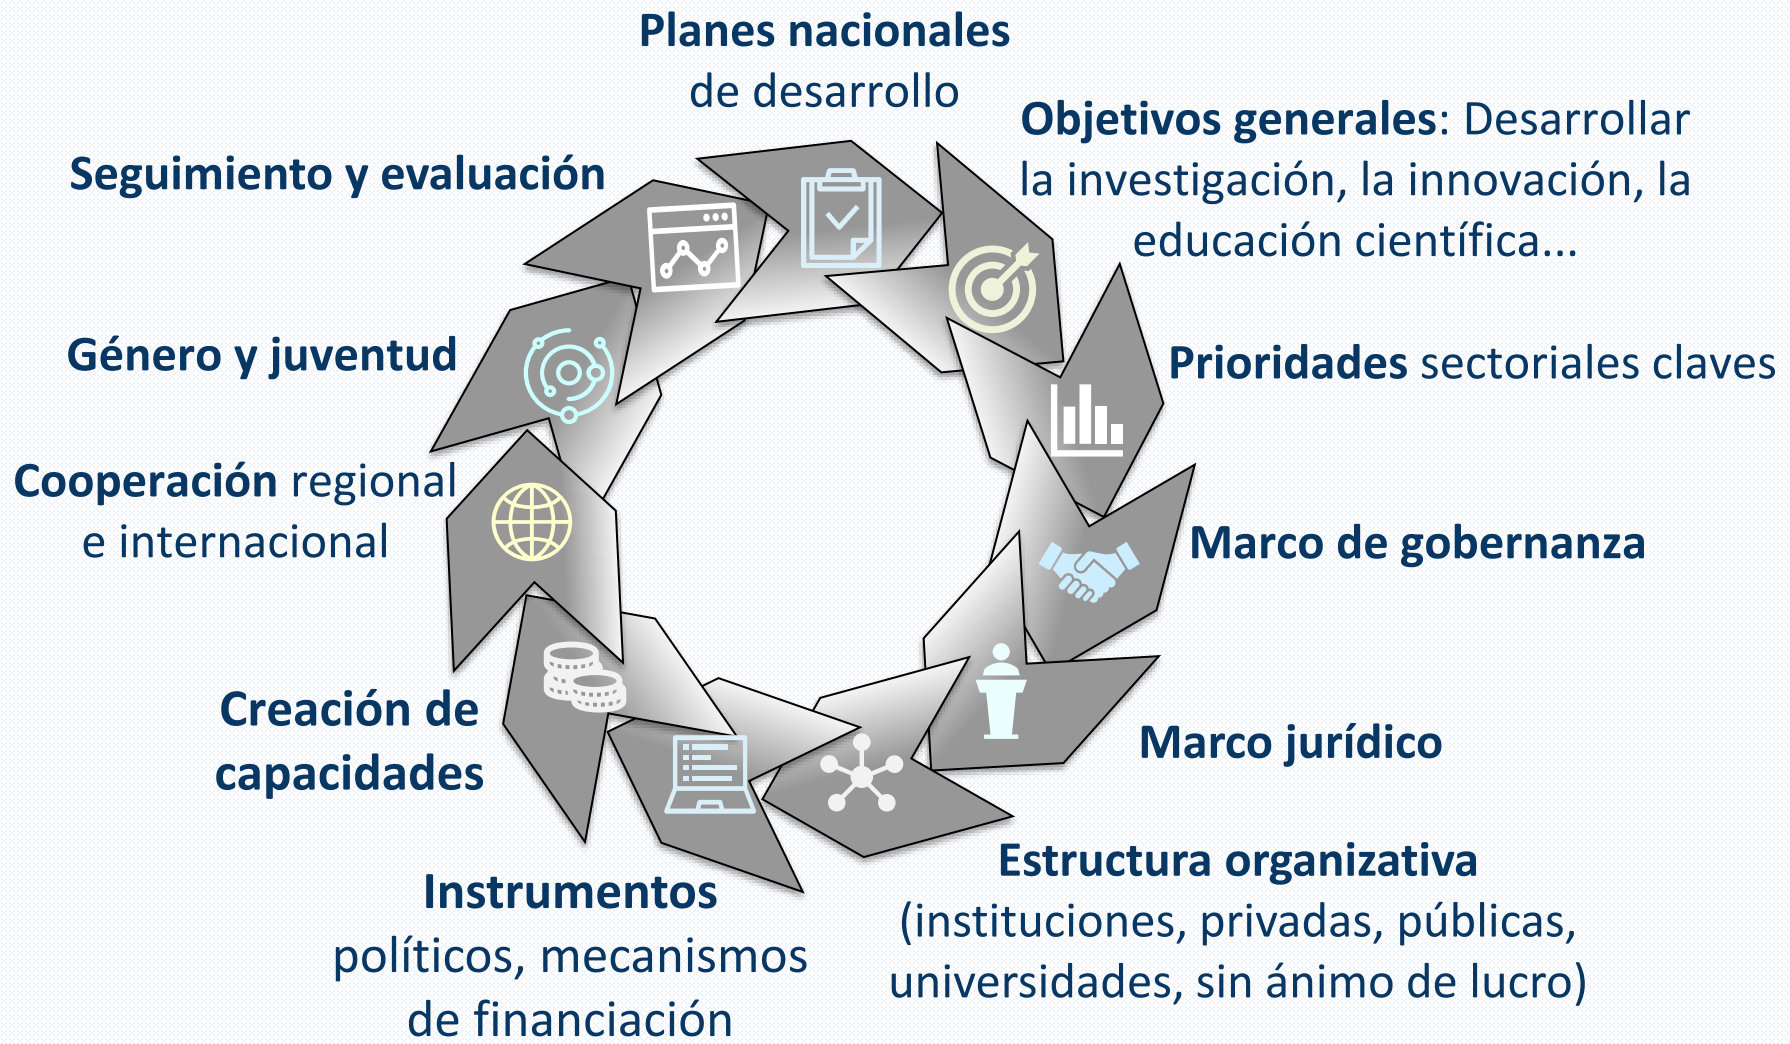 Planes nacionales
de desarrollo
Objetivos generales: Desarrollar
la investigación, la innovación, la
educación científica...
Prioridades sectoriales claves
Marco de gobernanza
Marco jurídico
Estructura organizativa
(instituciones, privadas, públicas,
universidades, sin ánimo de lucro)
Instrumentos
políticos, mecanismos
de financiación
Creación de
capacidades
Cooperación regional
e internacional
Género y juventud
Seguimiento y evaluación